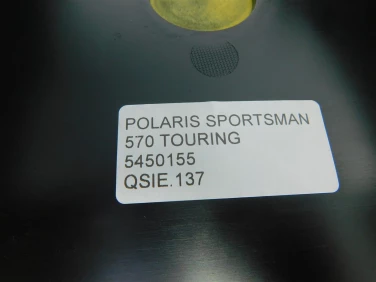 POLARIS SPORTSMAN
570 TOURING
5450155
QSIE.137